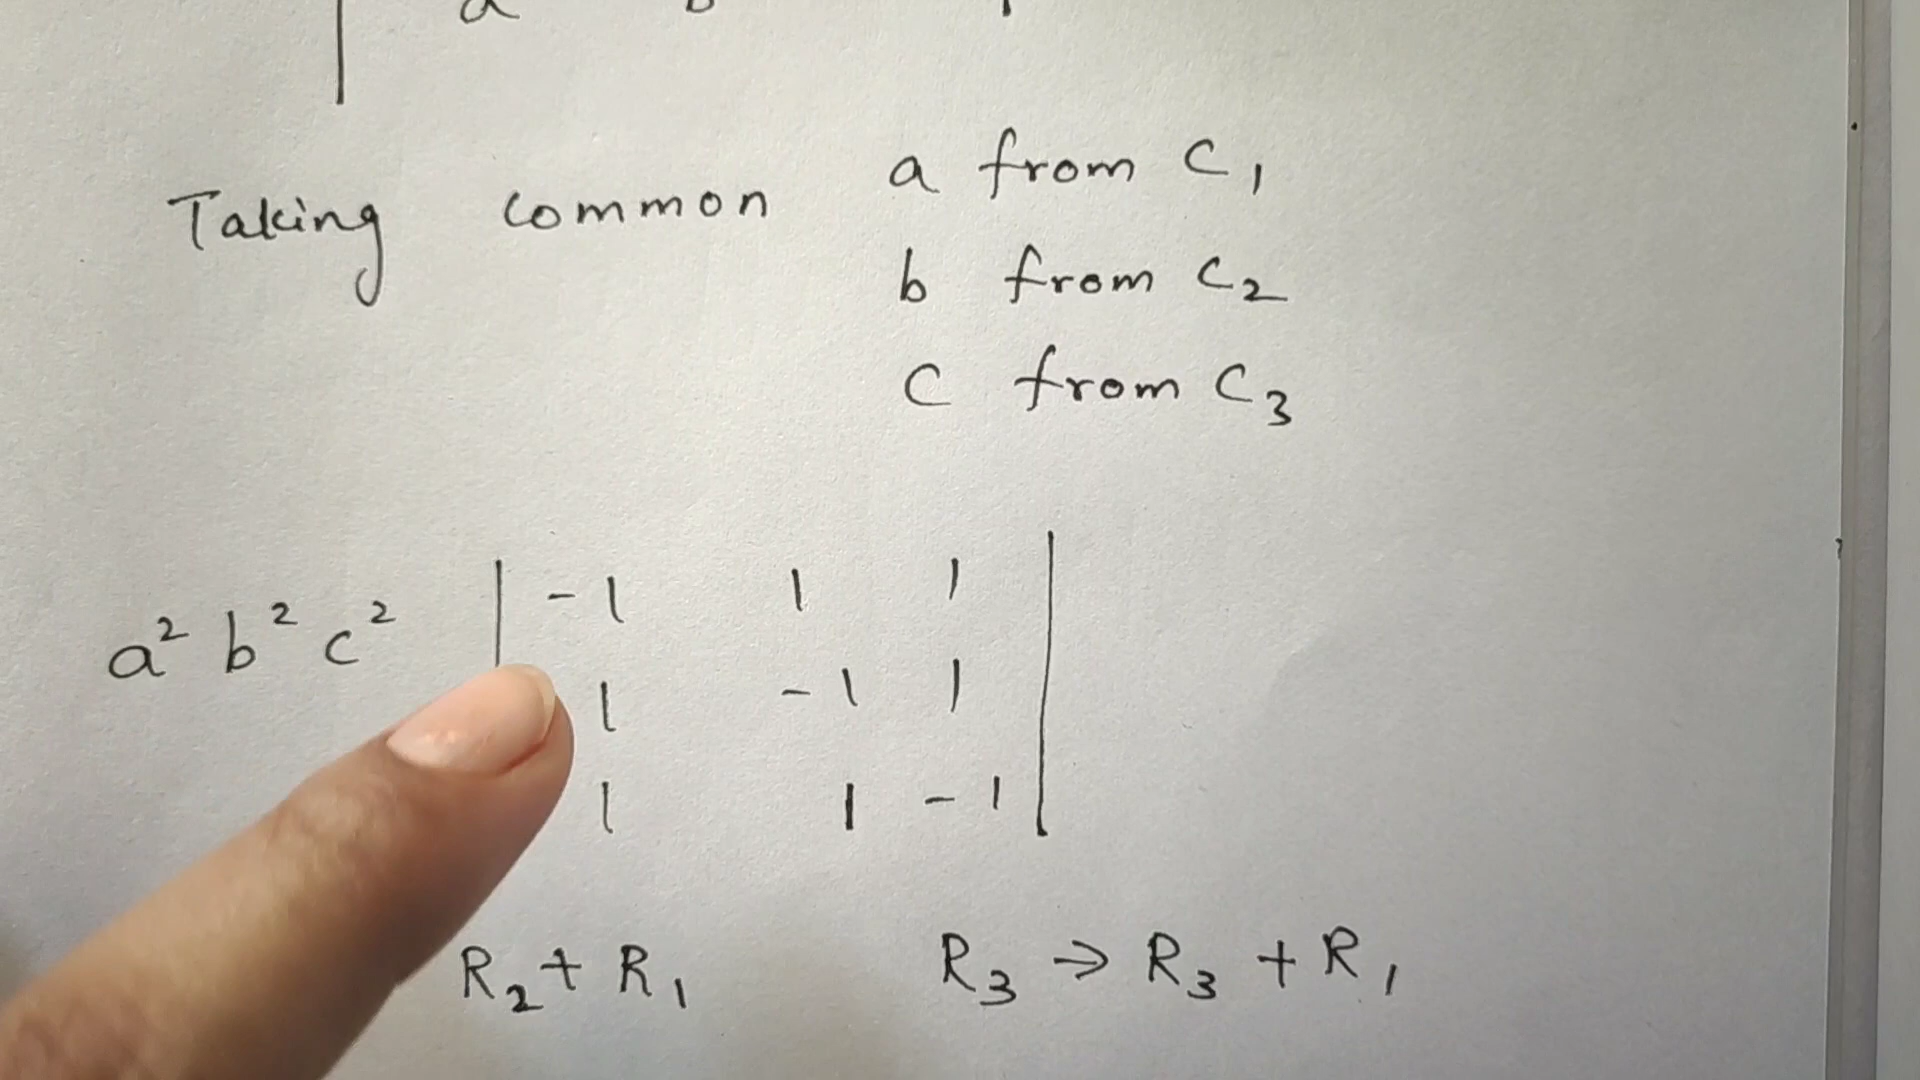 a from C₁
Taking common
b from C₂
c from C₃
-1 1 1
a² b² c²
1 -1 1
1 1 -1
R₂ + R₁ R₃ → R₃ + R₁